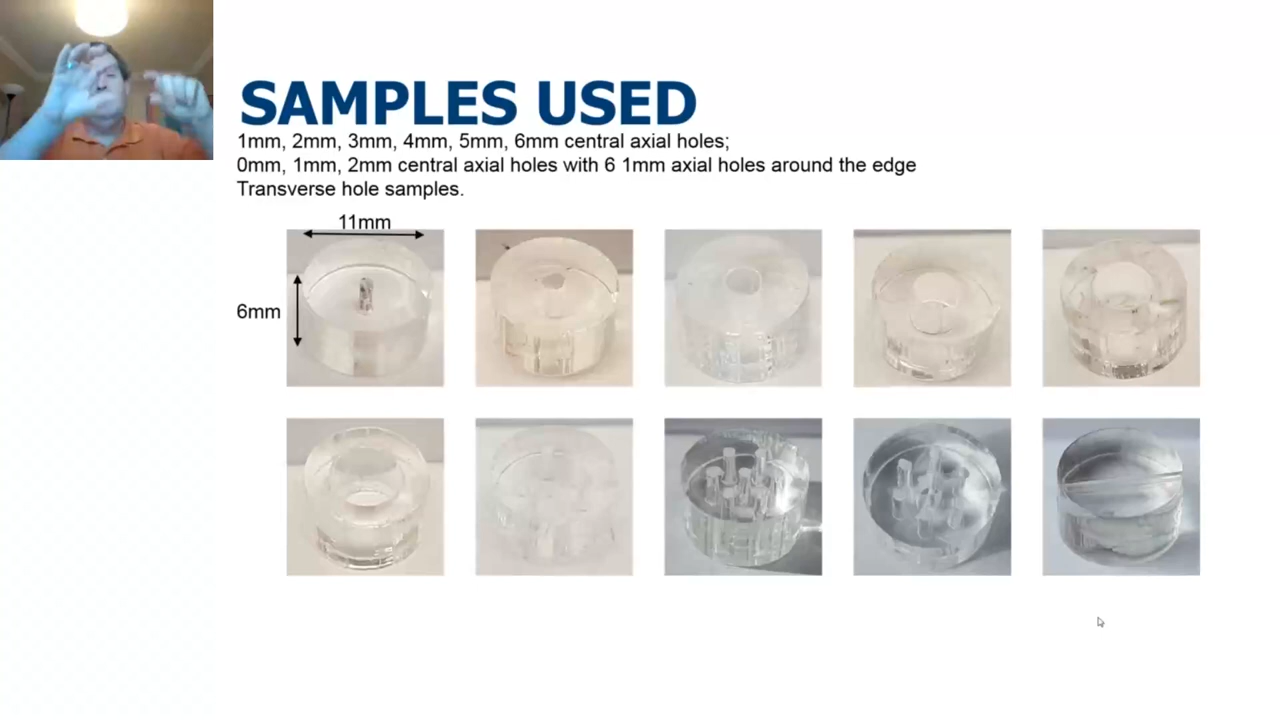 SAMPLES USED
1mm, 2mm, 3mm, 4mm, 5mm, 6mm central axial holes;
0mm, 1mm, 2mm central axial holes with 6 1mm axial holes around the edge
Transverse hole samples.
11mm
6mm